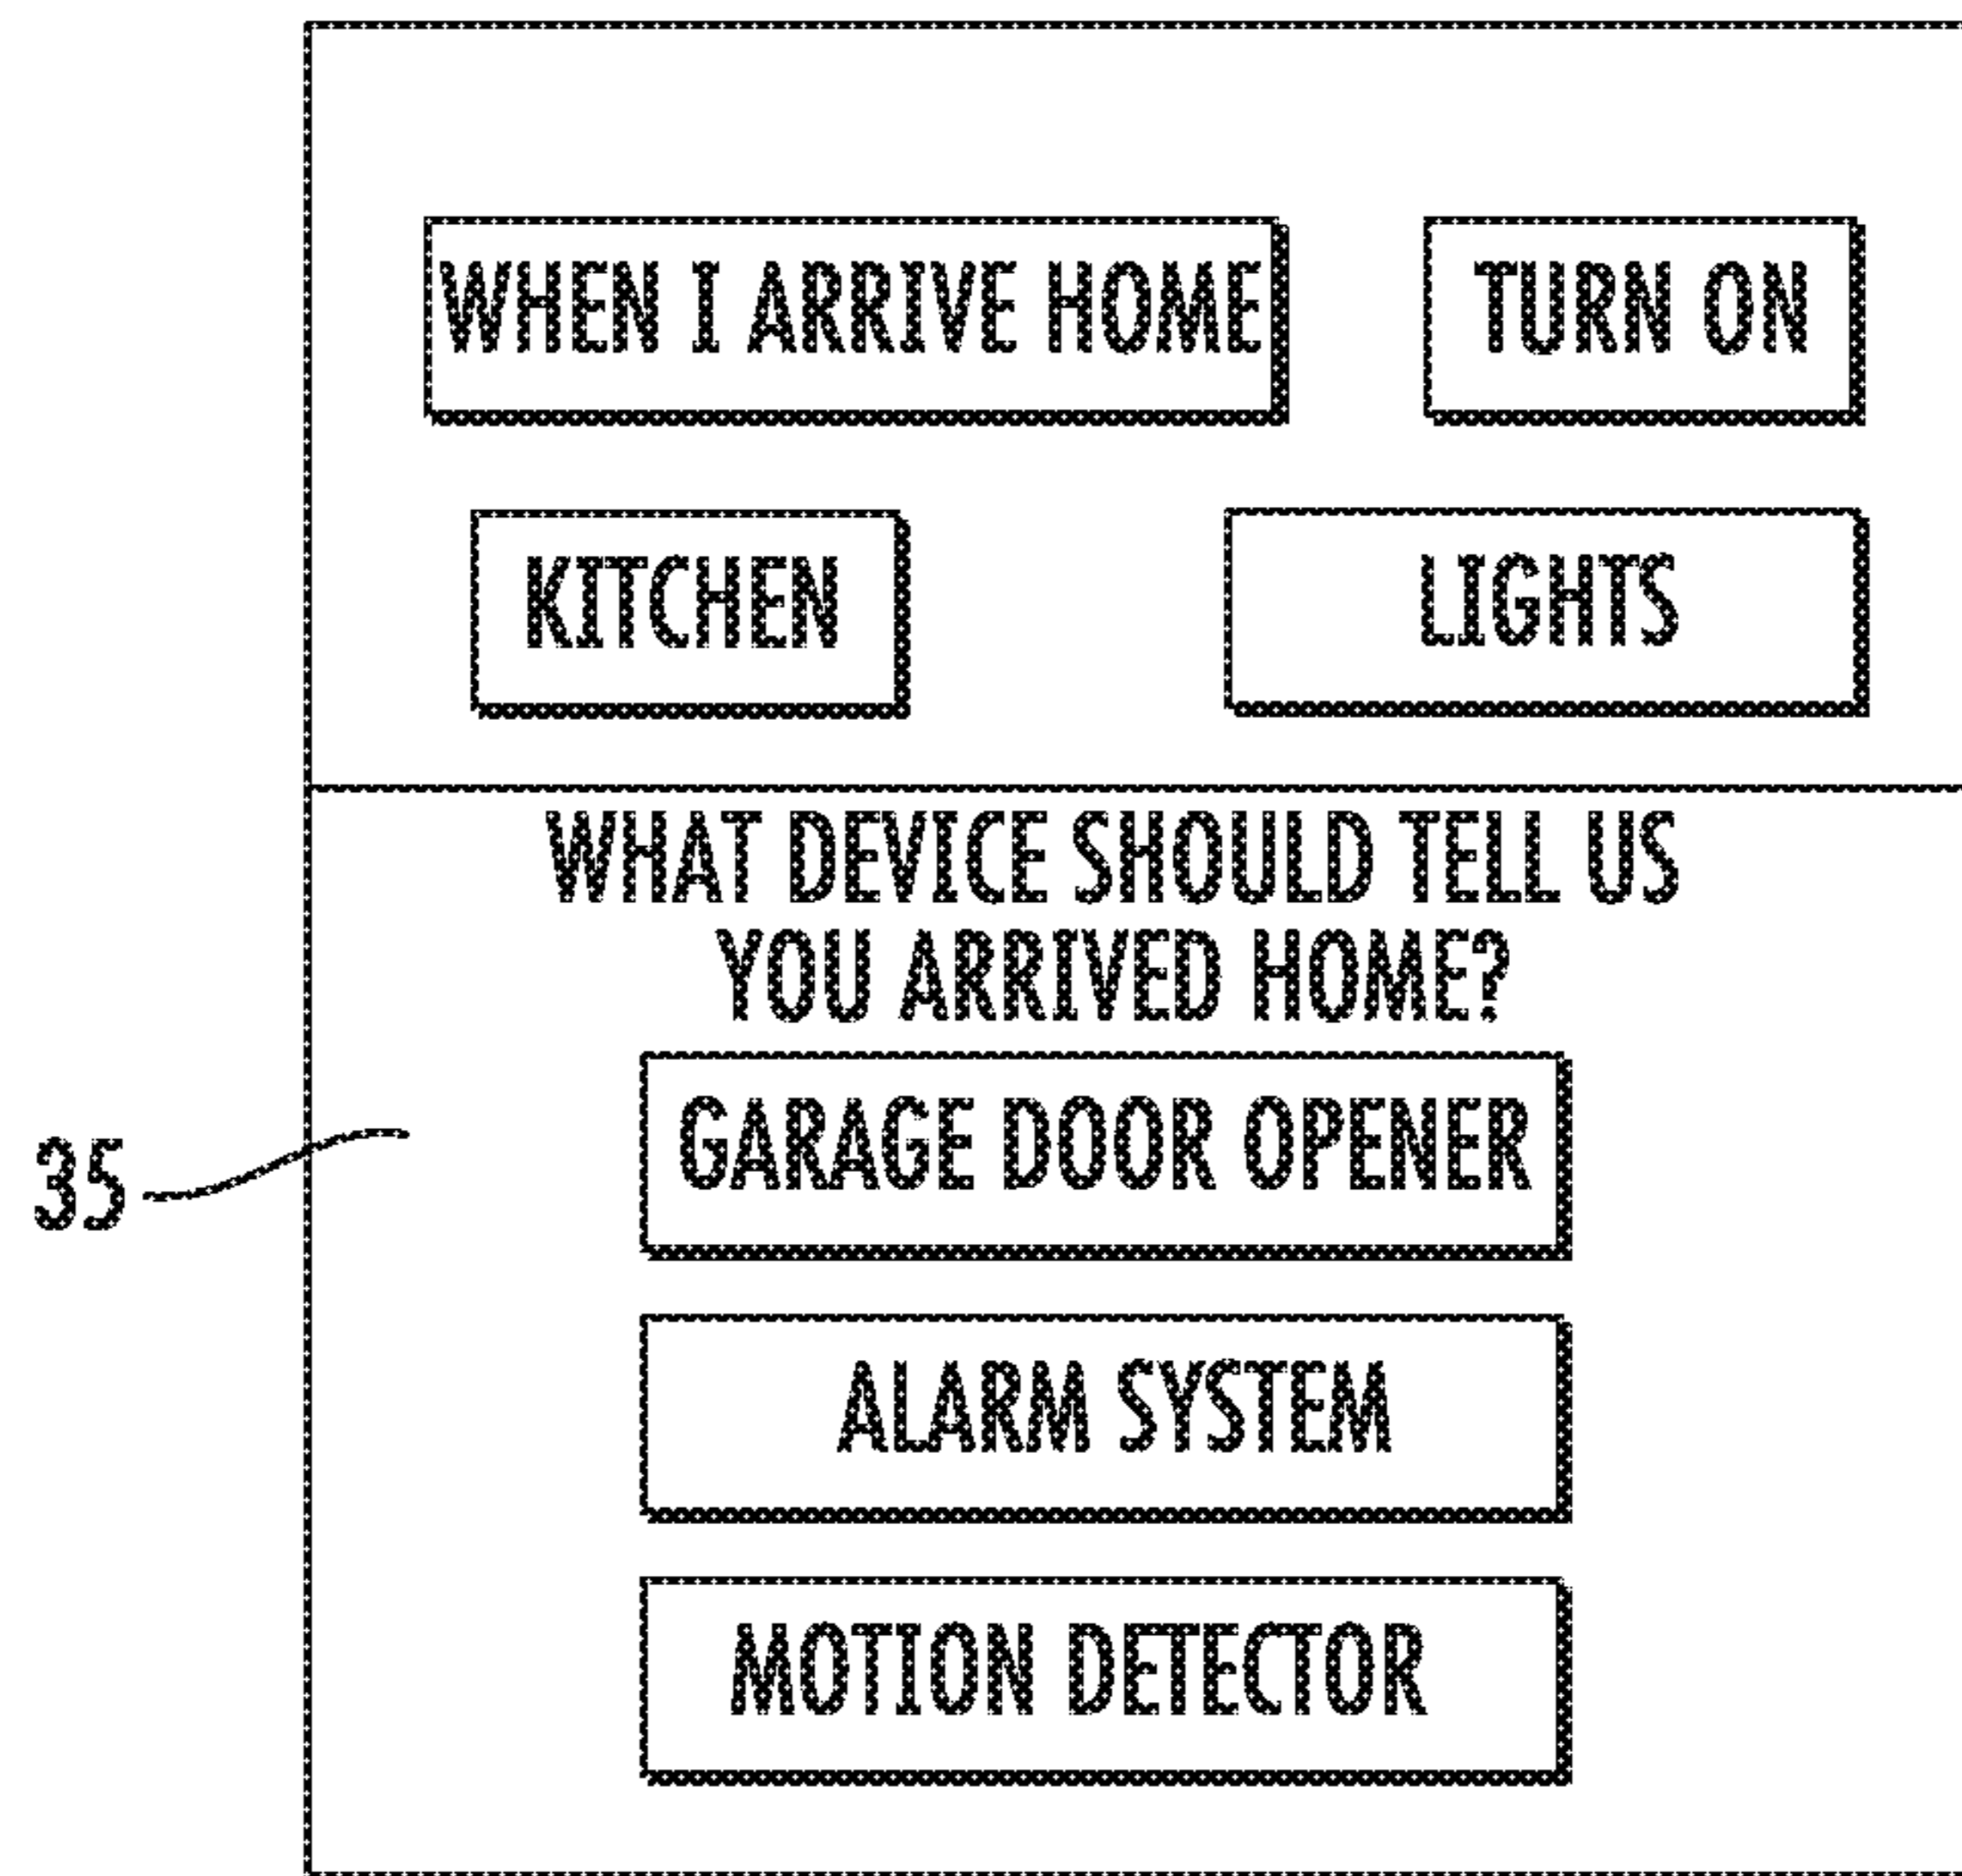 WHEN I ARRIVE HOME TURN ON
KITCHEN LIGHTS
WHAT DEVICE SHOULD TELL US
YOU ARRIVED HOME?
GARAGE DOOR OPENER
35
ALARM SYSTEM
MOTION DETECTOR